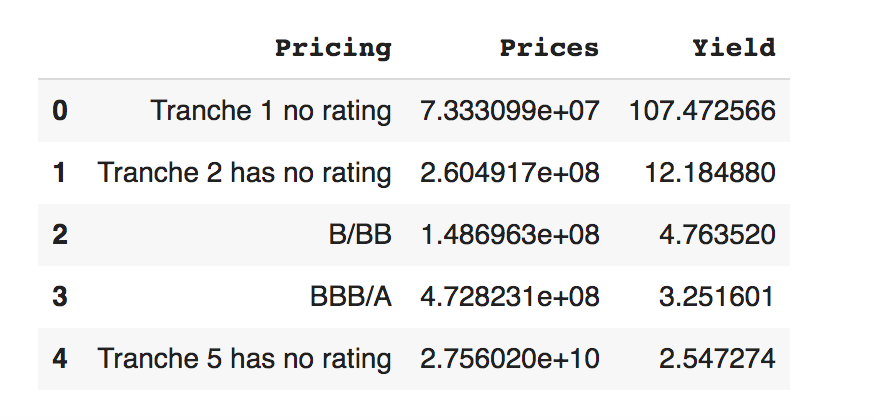 Pricing Prices Yield
0 Tranche 1 no rating 7.333099e+07 107.472566
1 Tranche 2 has no rating 2.604917e+08 12.184880
2 B/BB 1.486963e+08 4.763520
3 BBB/A 4.728231e+08 3.251601
4 Tranche 5 has no rating 2.756020e+10 2.547274